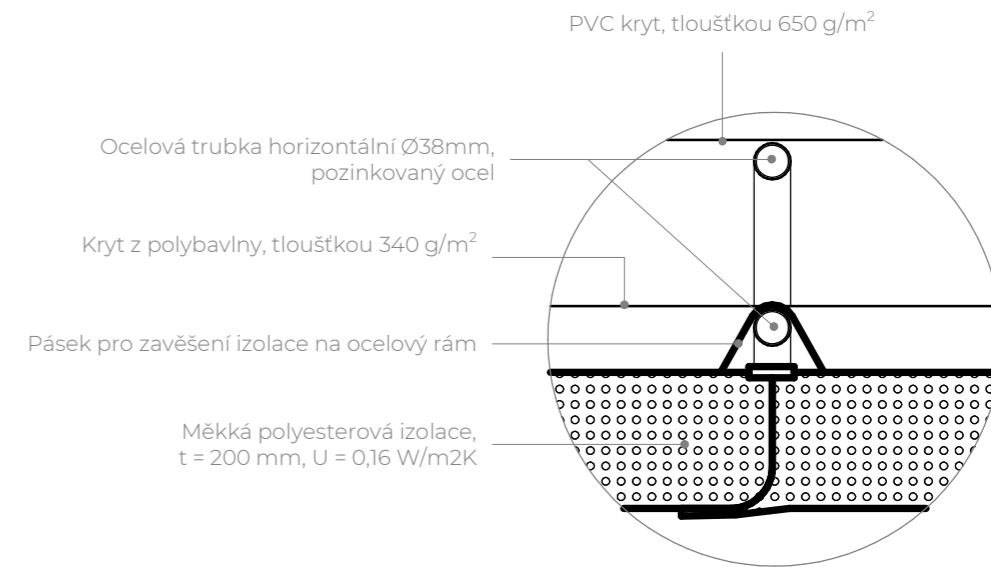 PVC kryt, tloušťkou 650 g/m²
Ocelová trubka horizontální Ø38mm,
pozinkovaný ocel
Kryt z polybavlny, tloušťkou 340 g/m²
Pásek pro zavěšení izolace na ocelový rám
Měkká polyesterová izolace,
t = 200 mm, U = 0,16 W/m2K